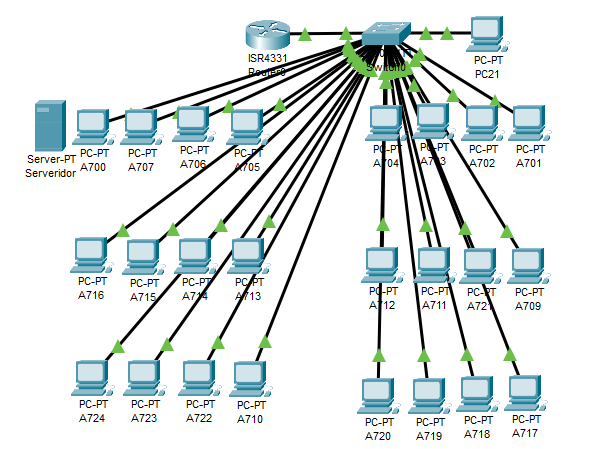 ISR4331
Router0
Switch0
PC-PT
PC21
Server-PT
Serveridor
PC-PT
A700
PC-PT
A707
PC-PT
A706
PC-PT
A705
PC-PT
A704
PC-PT
A703
PC-PT
A702
PC-PT
A701
PC-PT
A716
PC-PT
A715
PC-PT
A714
PC-PT
A713
PC-PT
A712
PC-PT
A711
PC-PT
A721
PC-PT
A709
PC-PT
A724
PC-PT
A723
PC-PT
A722
PC-PT
A710
PC-PT
A720
PC-PT
A719
PC-PT
A718
PC-PT
A717